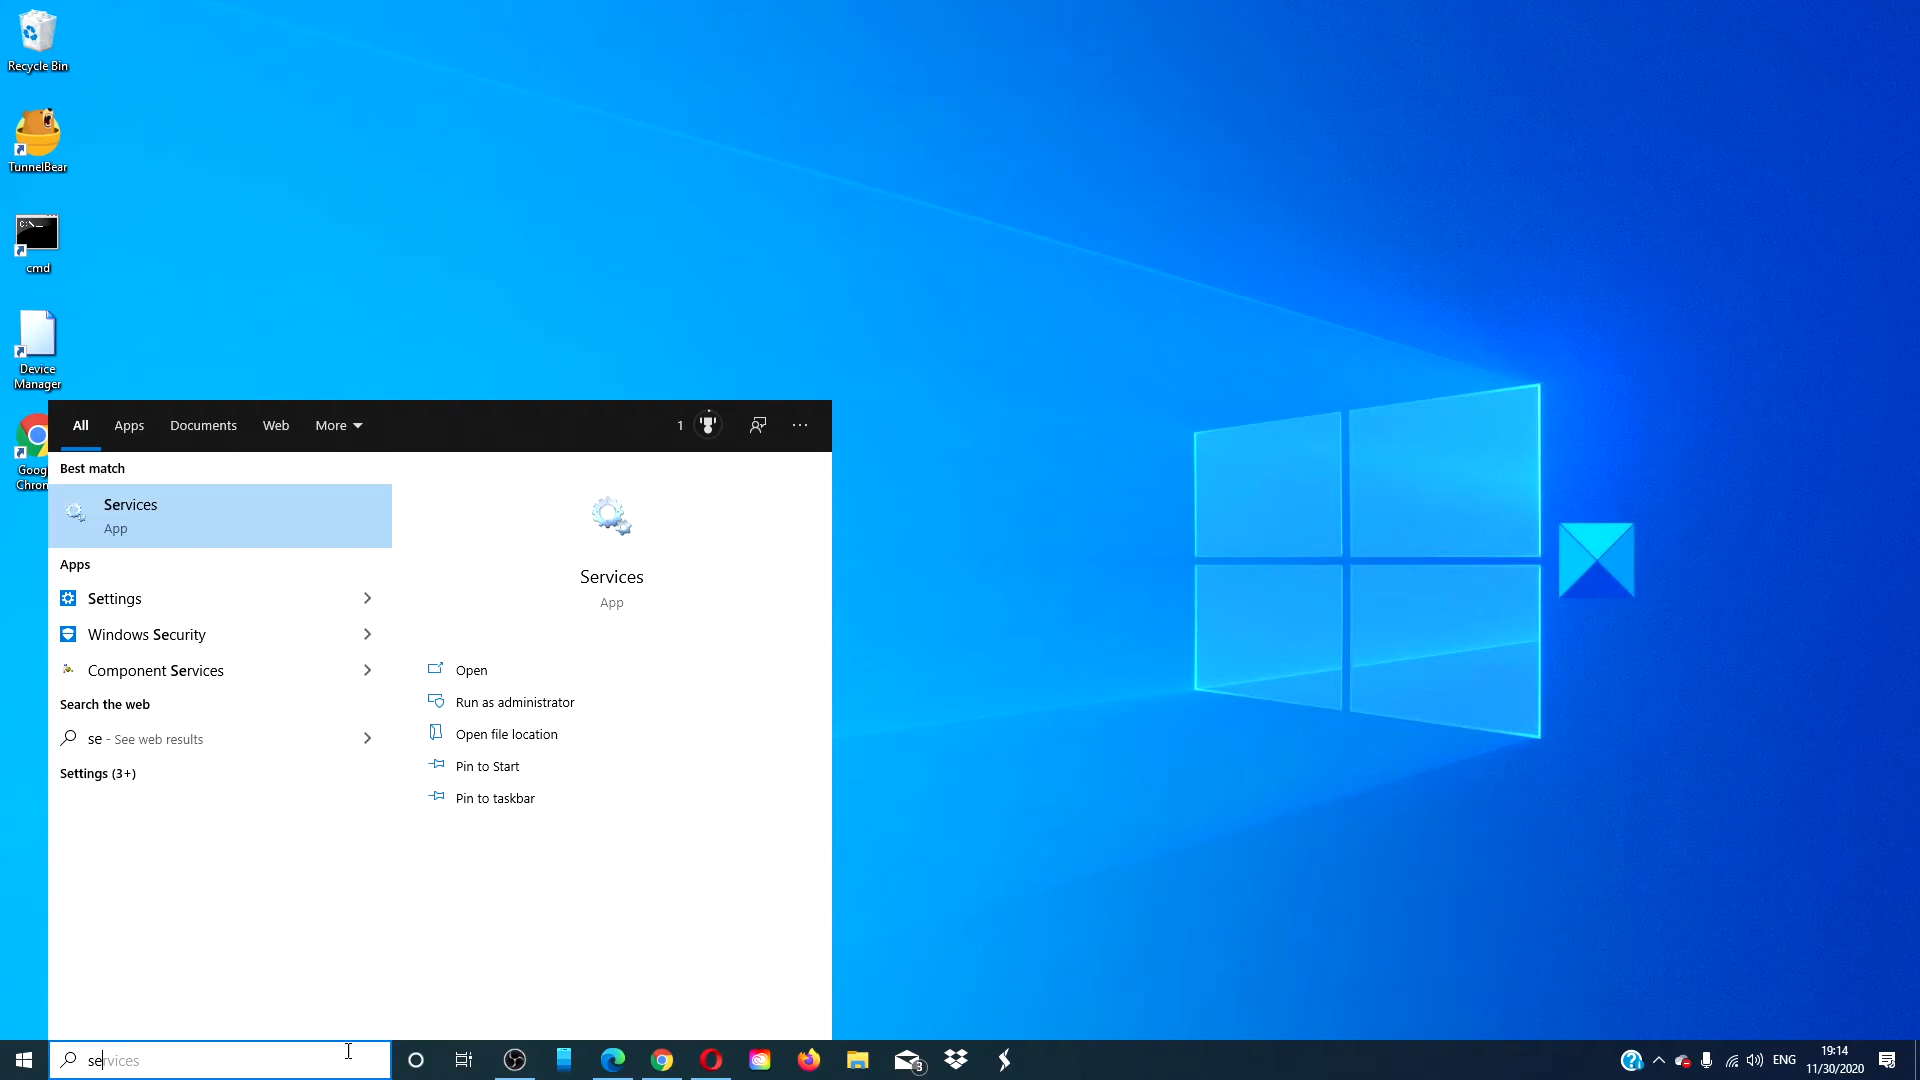 Recycle Bin
TunnelBear
C:\_
cmd
Device
Manager
Goog
Chron
All Apps Documents Web More 1 ...
Best match
Services
App
Apps
Settings
Windows Security
Component Services
Search the web
se - See web results
Settings (3+)
Services
App
Open
Run as administrator
Open file location
Pin to Start
Pin to taskbar
services
3
ENG
19:14
11/30/2020